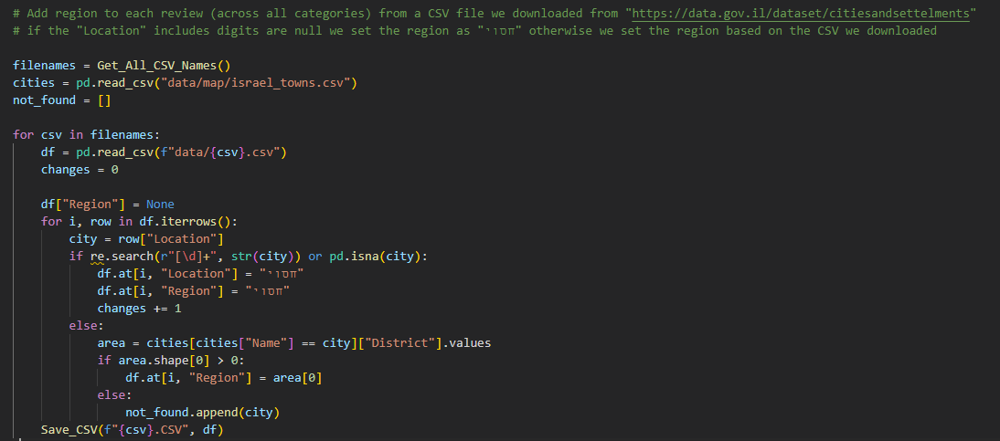 # Add region to each review (across all categories) from a CSV file we downloaded from "https://data.gov.il/dataset/citiesandsettelments"
# if the "Location" includes digits are null we set the region as "חסוי" otherwise we set the region based on the CSV we downloaded
filenames = Get_All_CSV_Names()
cities = pd.read_csv("data/map/israel_towns.csv")
not_found = []
for csv in filenames:
    df = pd.read_csv(f"data/{csv}.csv")
    changes = 0
    df["Region"] = None
    for i, row in df.iterrows():
        city = row["Location"]
        if re.search(r"[\d]+", str(city)) or pd.isna(city):
            df.at[i, "Location"] = "חסוי"
            df.at[i, "Region"] = "חסוי"
            changes += 1
        else:
            area = cities[cities["Name"] == city]["District"].values
            if area.shape[0] > 0:
                df.at[i, "Region"] = area[0]
            else:
                not_found.append(city)
    Save_CSV(f"{csv}.CSV", df)